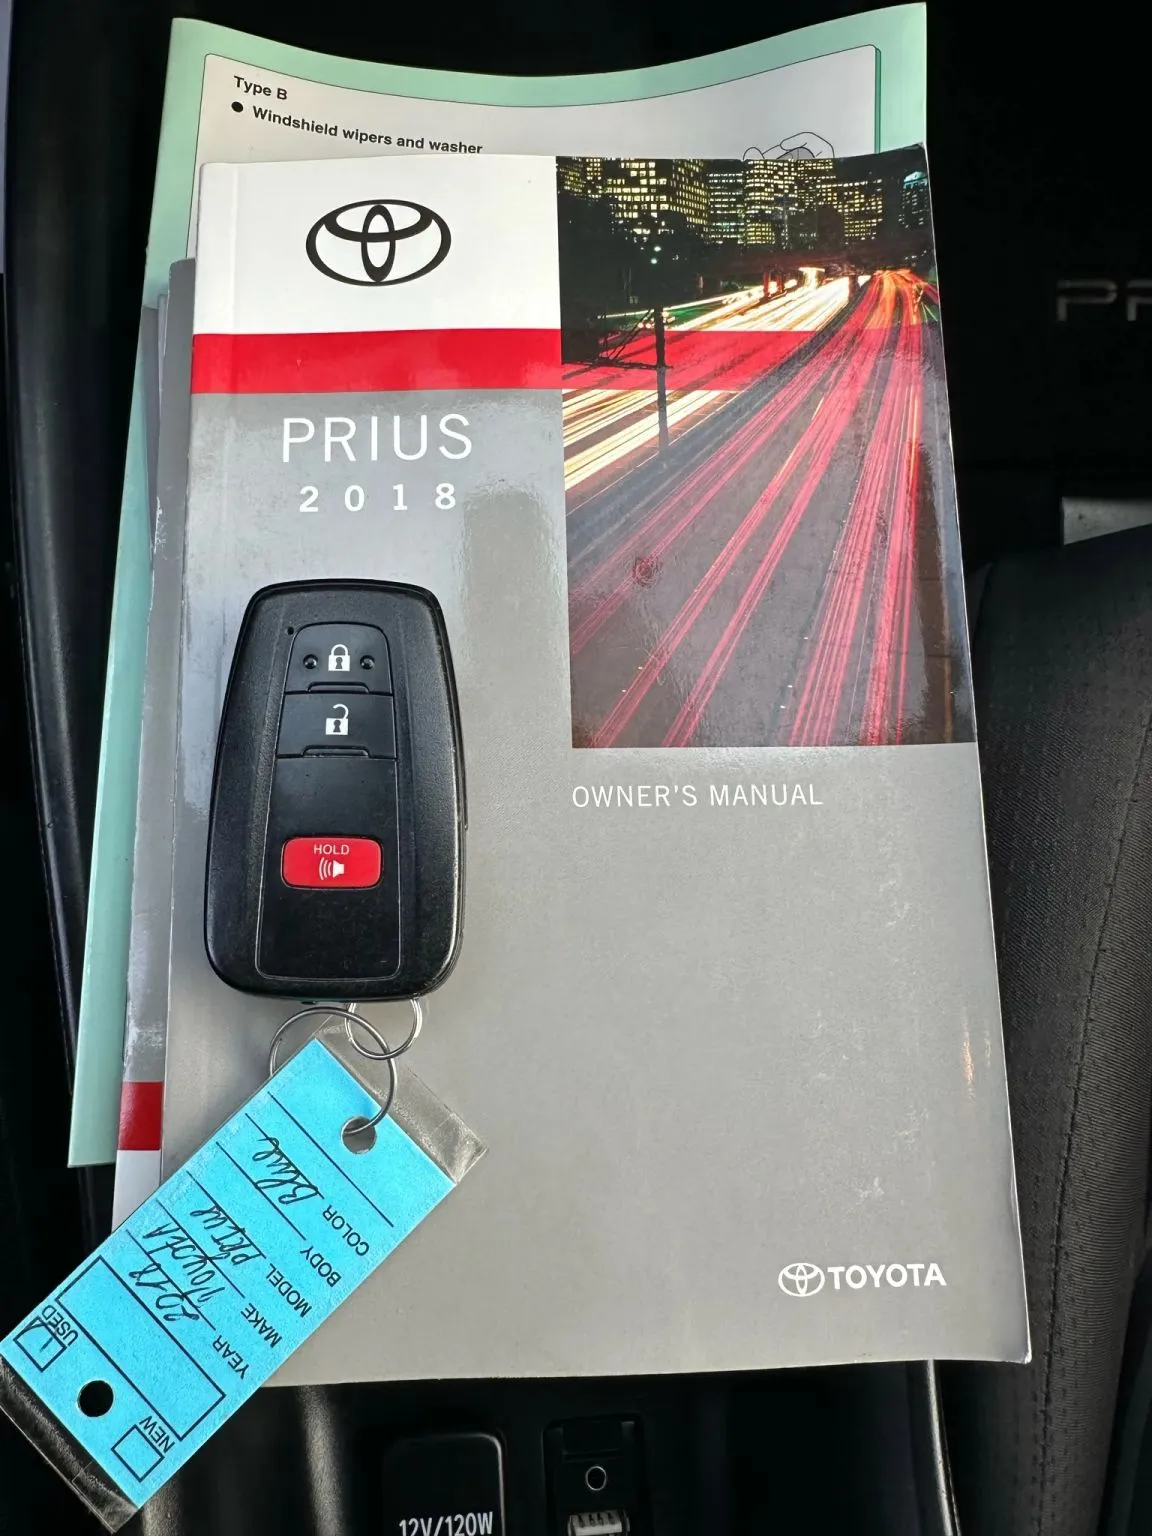 Type B
● Windshield wipers and washer
PRIUS
2018
HOLD
OWNER'S MANUAL
TOYOTA
COLOR Blue
BODY
MODEL PRIUS
MAKE TOYOTA
YEAR 2018
USED
NEW
12V/120W